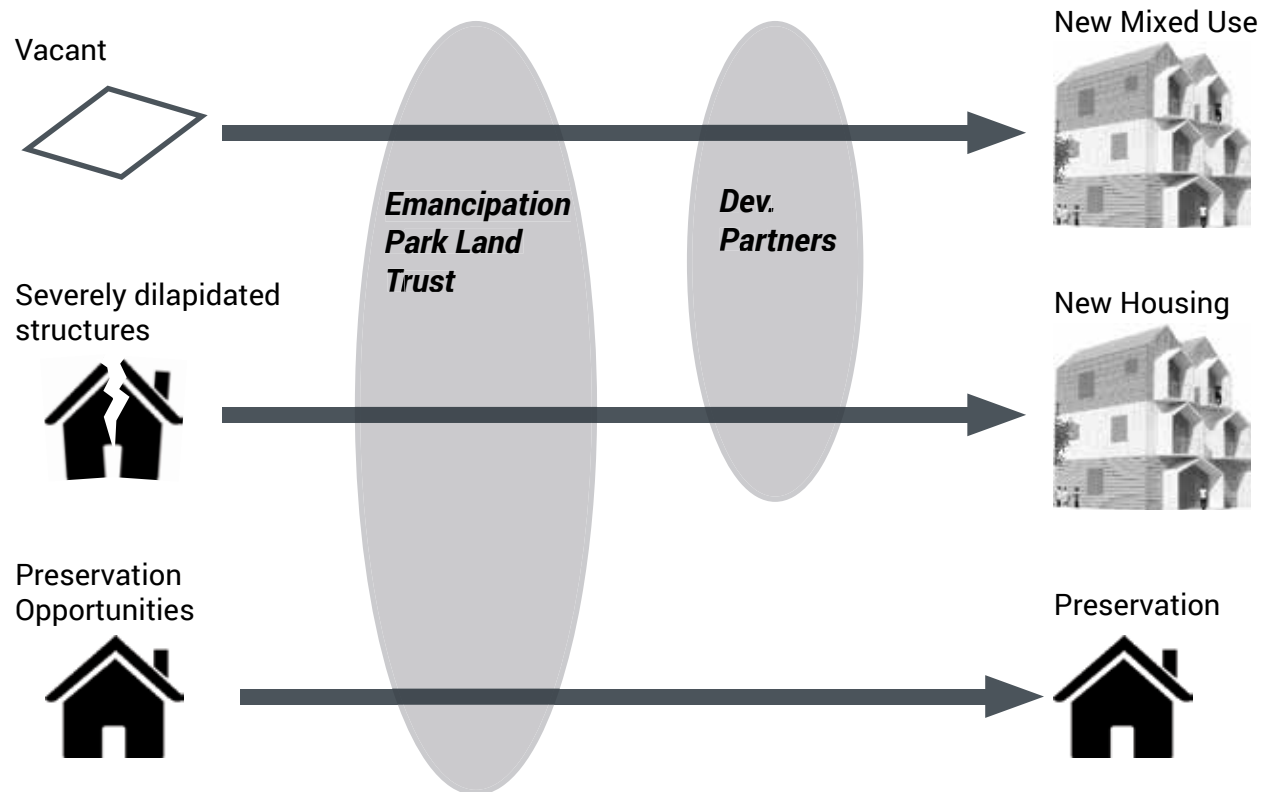 Vacant
New Mixed Use
Emancipation
Park Land
Trust
Dev.
Partners
Severely dilapidated
structures
New Housing
Preservation
Opportunities
Preservation